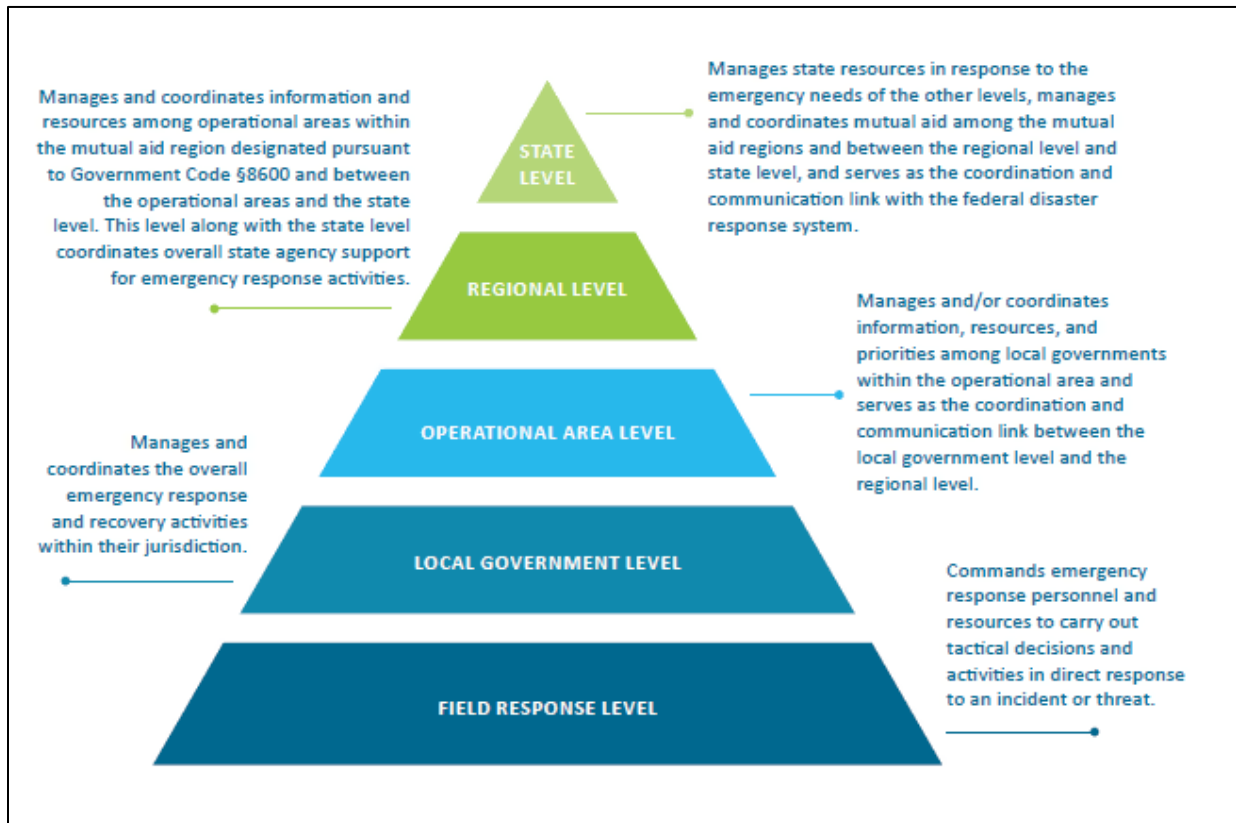 Manages and coordinates information and
resources among operational areas within
the mutual aid region designated pursuant
to Government Code §8600 and between
the operational areas and the state
level. This level along with the state level
coordinates overall state agency support
for emergency response activities.
STATE
LEVEL
Manages state resources in response to the
emergency needs of the other levels, manages
and coordinates mutual aid among the mutual
aid regions and between the regional level and
state level, and serves as the coordination and
communication link with the federal disaster
response system.
REGIONAL LEVEL
Manages and/or coordinates
information, resources, and
priorities among local governments
within the operational area and
serves as the coordination and
communication link between the
local government level and the
regional level.
OPERATIONAL AREA LEVEL
Manages and
coordinates the overall
emergency response
and recovery activities
within their jurisdiction.
LOCAL GOVERNMENT LEVEL
Commands emergency
response personnel and
resources to carry out
tactical decisions and
activities in direct response
to an incident or threat.
FIELD RESPONSE LEVEL